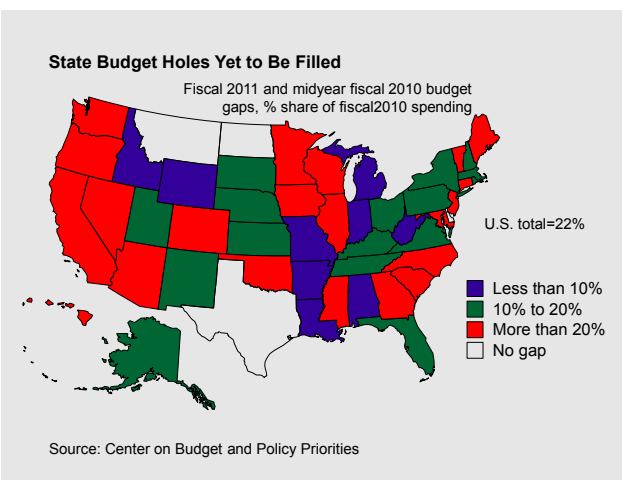 State Budget Holes Yet to Be Filled
Fiscal 2011 and midyear fiscal 2010 budget
gaps, % share of fiscal2010 spending
U.S. total=22%
Less than 10%
10% to 20%
More than 20%
No gap
Source: Center on Budget and Policy Priorities